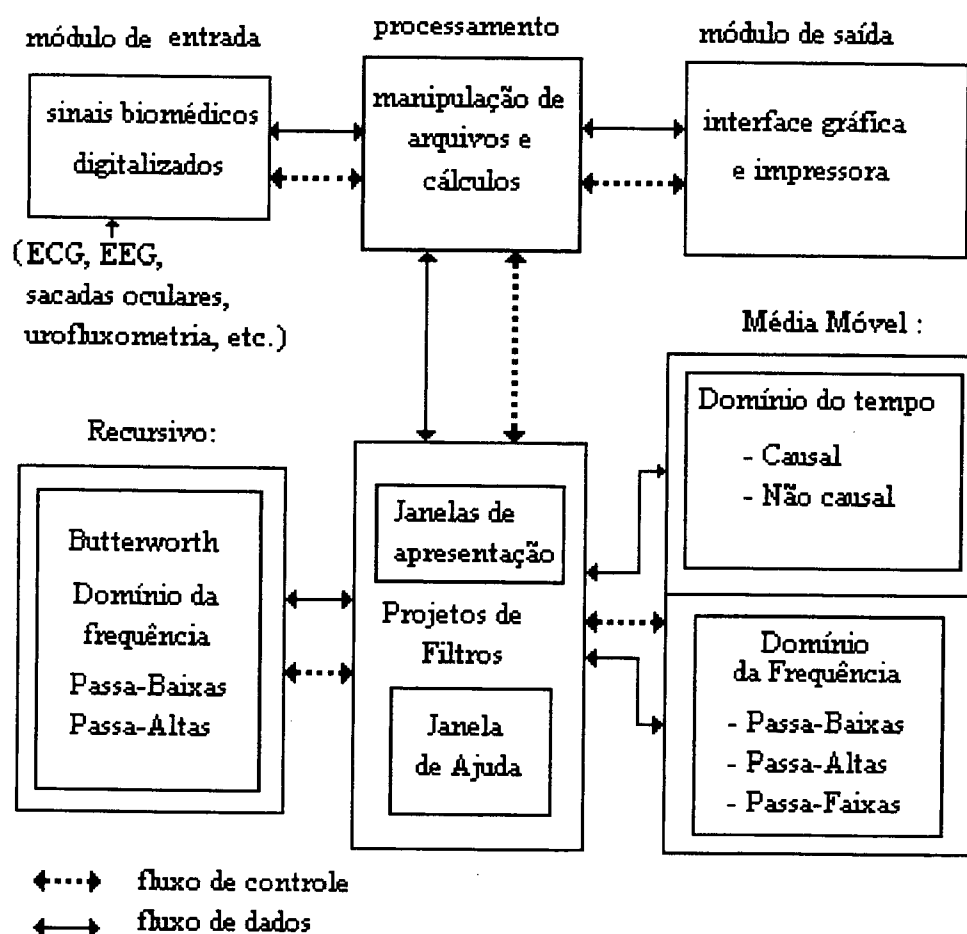 módulo de entrada
processamento
módulo de saída
sinais biomédicos
digitalizados
manipulação de
arquivos e
cálculos
interface gráfica
e impressora
(ECG, EEG,
sacadas oculares,
urofluxometria, etc.)
Média Móvel :
Domínio do tempo
- Causal
- Não causal
Recursivo:
Butterworth
Domínio da
frequência
Passa-Baixas
Passa-Altas
Janelas de
apresentação
Projetos de
Filtros
Janela
de Ajuda
Domínio
da Frequência
- Passa-Baixas
- Passa-Altas
- Passa-Faixas
fluxo de controle
fluxo de dados